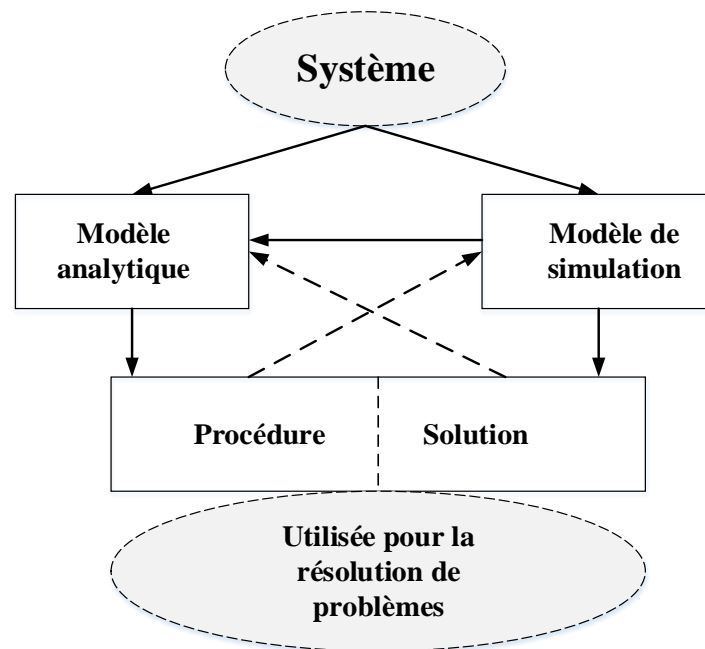 Système
Modèle
analytique
Modèle de
simulation
Procédure
Solution
Utilisée pour la
résolution de
problèmes